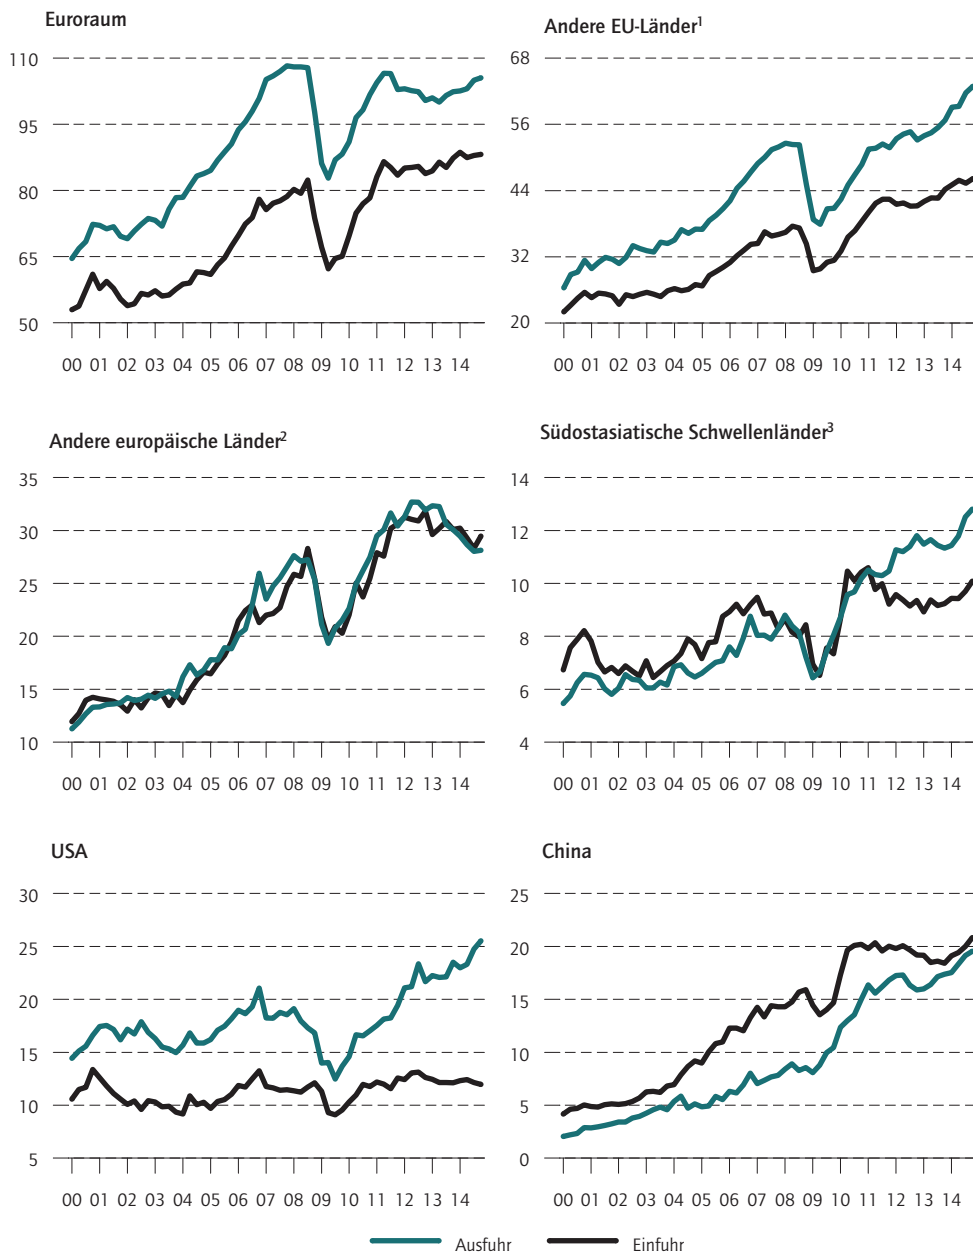 Euroraum
110
95
80
65
50
00 01 02 03 04 05 06 07 08 09 10 11 12 13 14
Andere EU-Länder¹
68
56
44
32
20
00 01 02 03 04 05 06 07 08 09 10 11 12 13 14
Andere europäische Länder²
35
30
25
20
15
10
00 01 02 03 04 05 06 07 08 09 10 11 12 13 14
Südostasiatische Schwellenländer³
14
12
10
8
6
4
00 01 02 03 04 05 06 07 08 09 10 11 12 13 14
USA
30
25
20
15
10
5
00 01 02 03 04 05 06 07 08 09 10 11 12 13 14
China
25
20
15
10
5
0
00 01 02 03 04 05 06 07 08 09 10 11 12 13 14
Ausfuhr Einfuhr